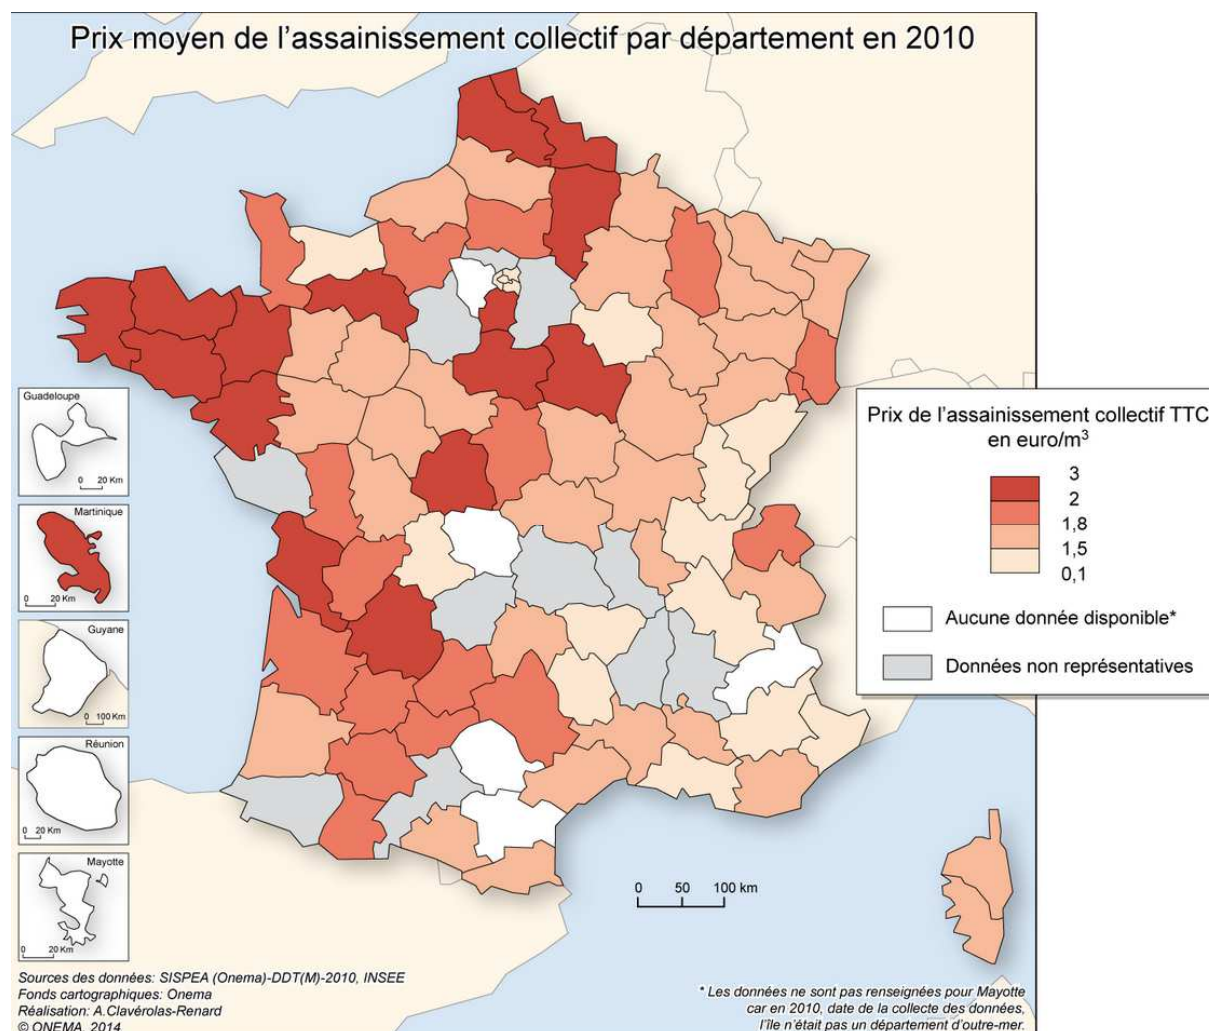 Prix moyen de l'assainissement collectif par département en 2010
Guadeloupe
0 20 Km
Martinique
0 20 Km
Guyane
0 100 Km
Réunion
0 20 Km
Mayotte
0 20 Km
Prix de l'assainissement collectif TTC
en euro/m³
3
2
1,8
1,5
0,1
Aucune donnée disponible*
Données non représentatives
0 50 100 km
Sources des données: SISPEA (Onema)-DDT(M)-2010, INSEE
Fonds cartographiques: Onema
Réalisation: A.Clavérolas-Renard
© ONEMA, 2014
* Les données ne sont pas renseignées pour Mayotte
car en 2010, date de la collecte des données,
l'île n'était pas un département d'outre-mer.